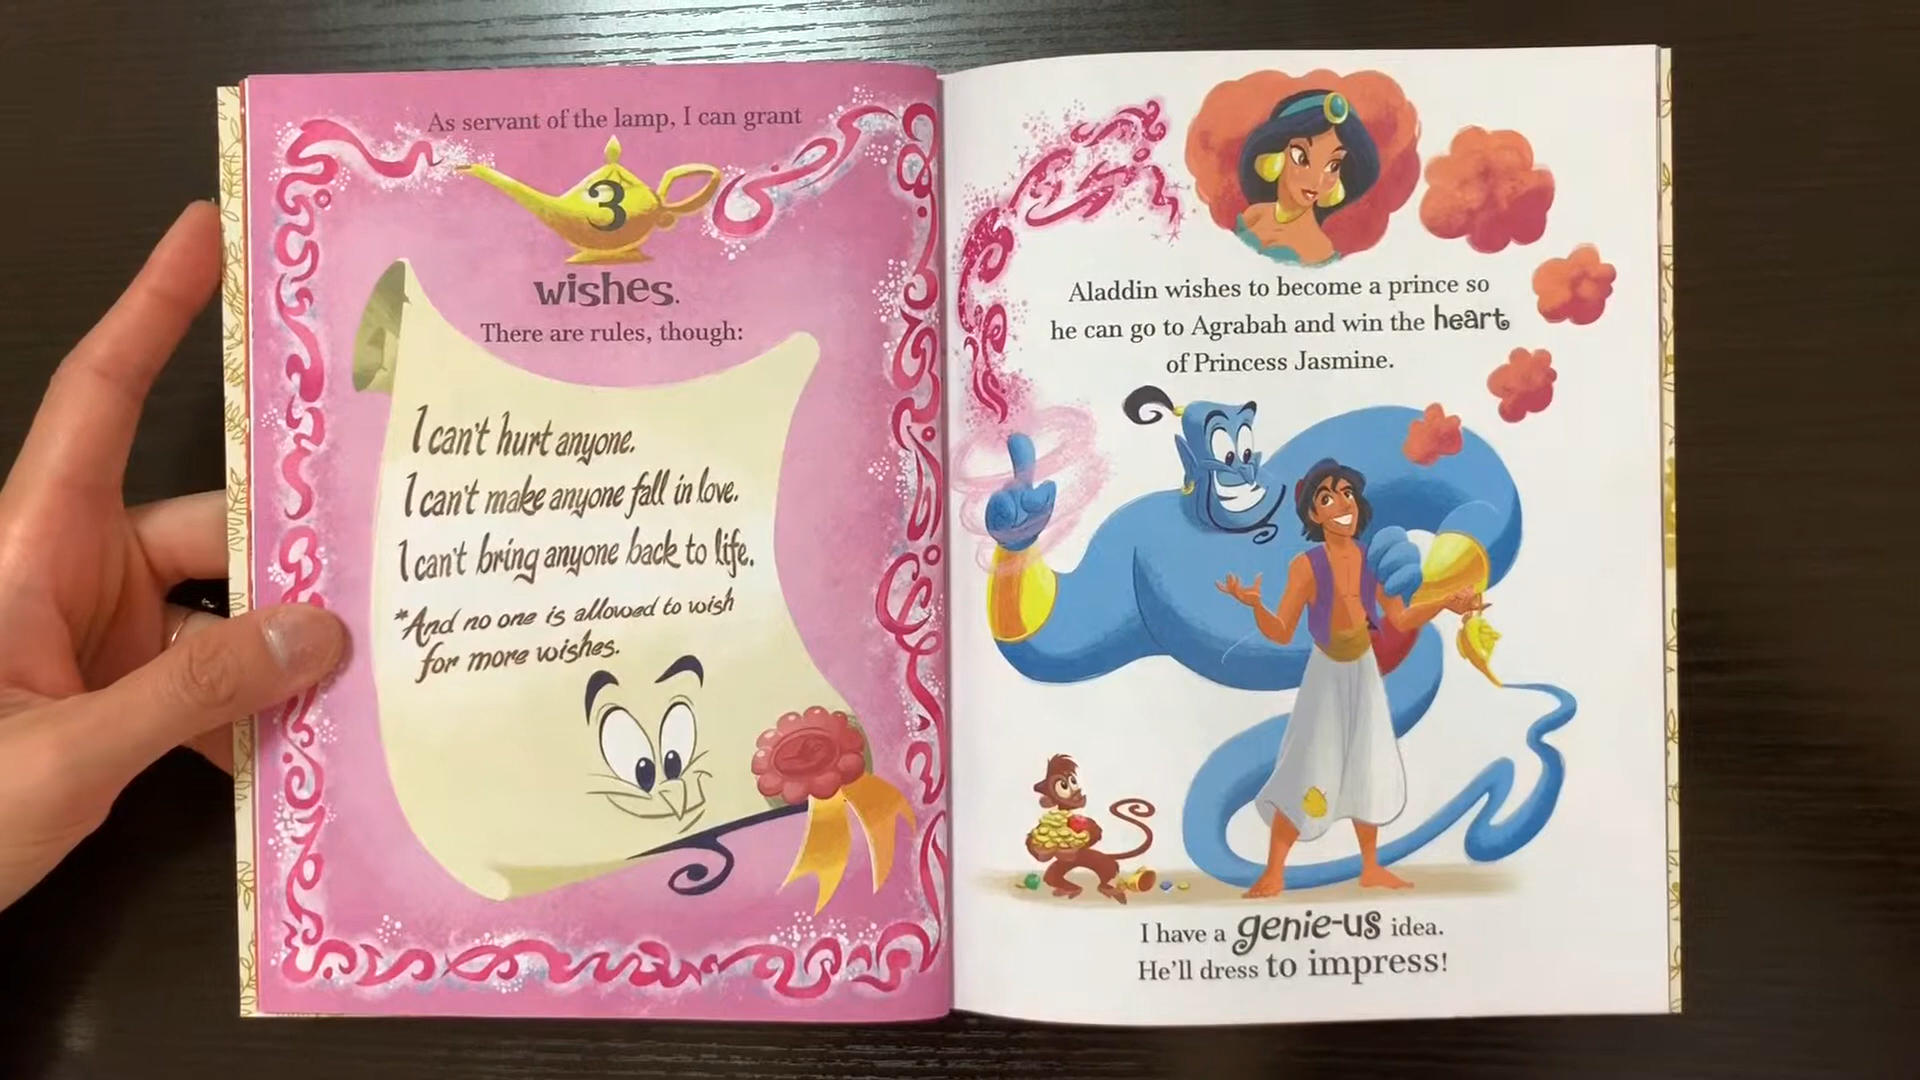 As servant of the lamp, I can grant
3
wishes.
There are rules, though:
I can't hurt anyone.
I can't make anyone fall in love.
I can't bring anyone back to life.
*And no one is allowed to wish
for more wishes.
Aladdin wishes to become a prince so
he can go to Agrabah and win the heart
of Princess Jasmine.
I have a genie-us idea.
He'll dress to impress!